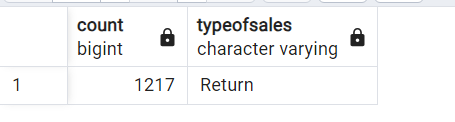 count typeofsales
bigint character varying
1 1217 Return